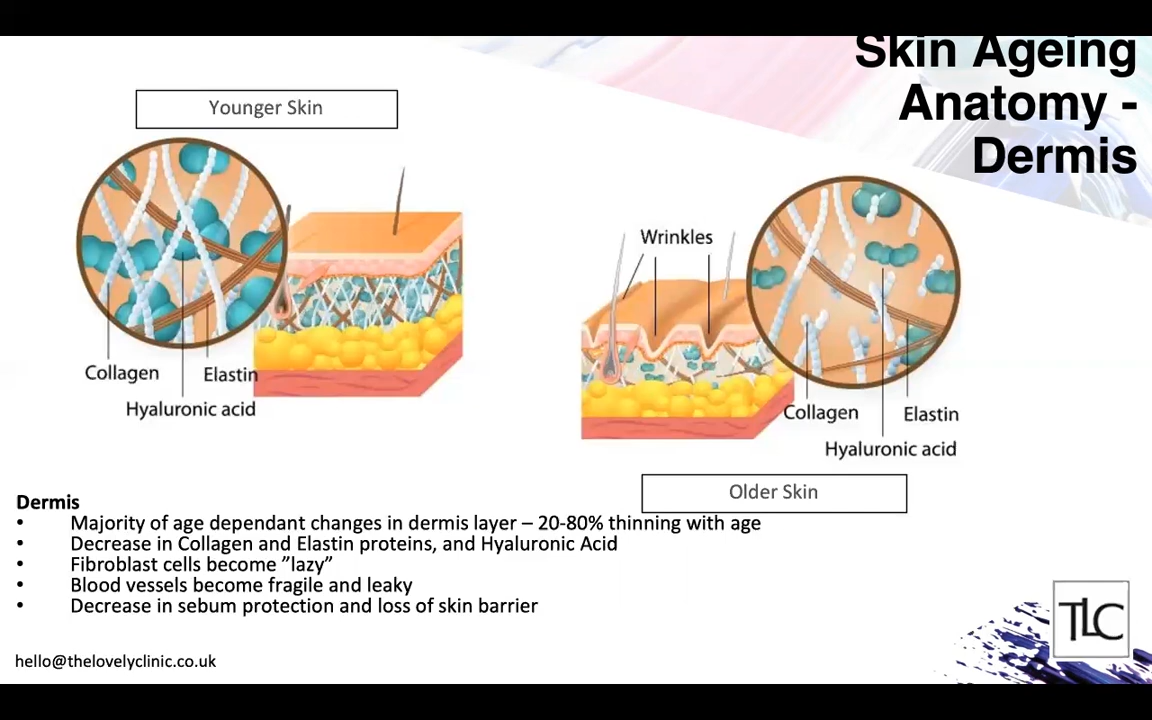 Skin Ageing
Anatomy -
Dermis
Younger Skin
Collagen
Elastin
Hyaluronic acid
Wrinkles
Collagen
Elastin
Hyaluronic acid
Older Skin
Dermis
• Majority of age dependant changes in dermis layer – 20-80% thinning with age
• Decrease in Collagen and Elastin proteins, and Hyaluronic Acid
• Fibroblast cells become ”lazy”
• Blood vessels become fragile and leaky
• Decrease in sebum protection and loss of skin barrier
TLC
hello@thelovelyclinic.co.uk